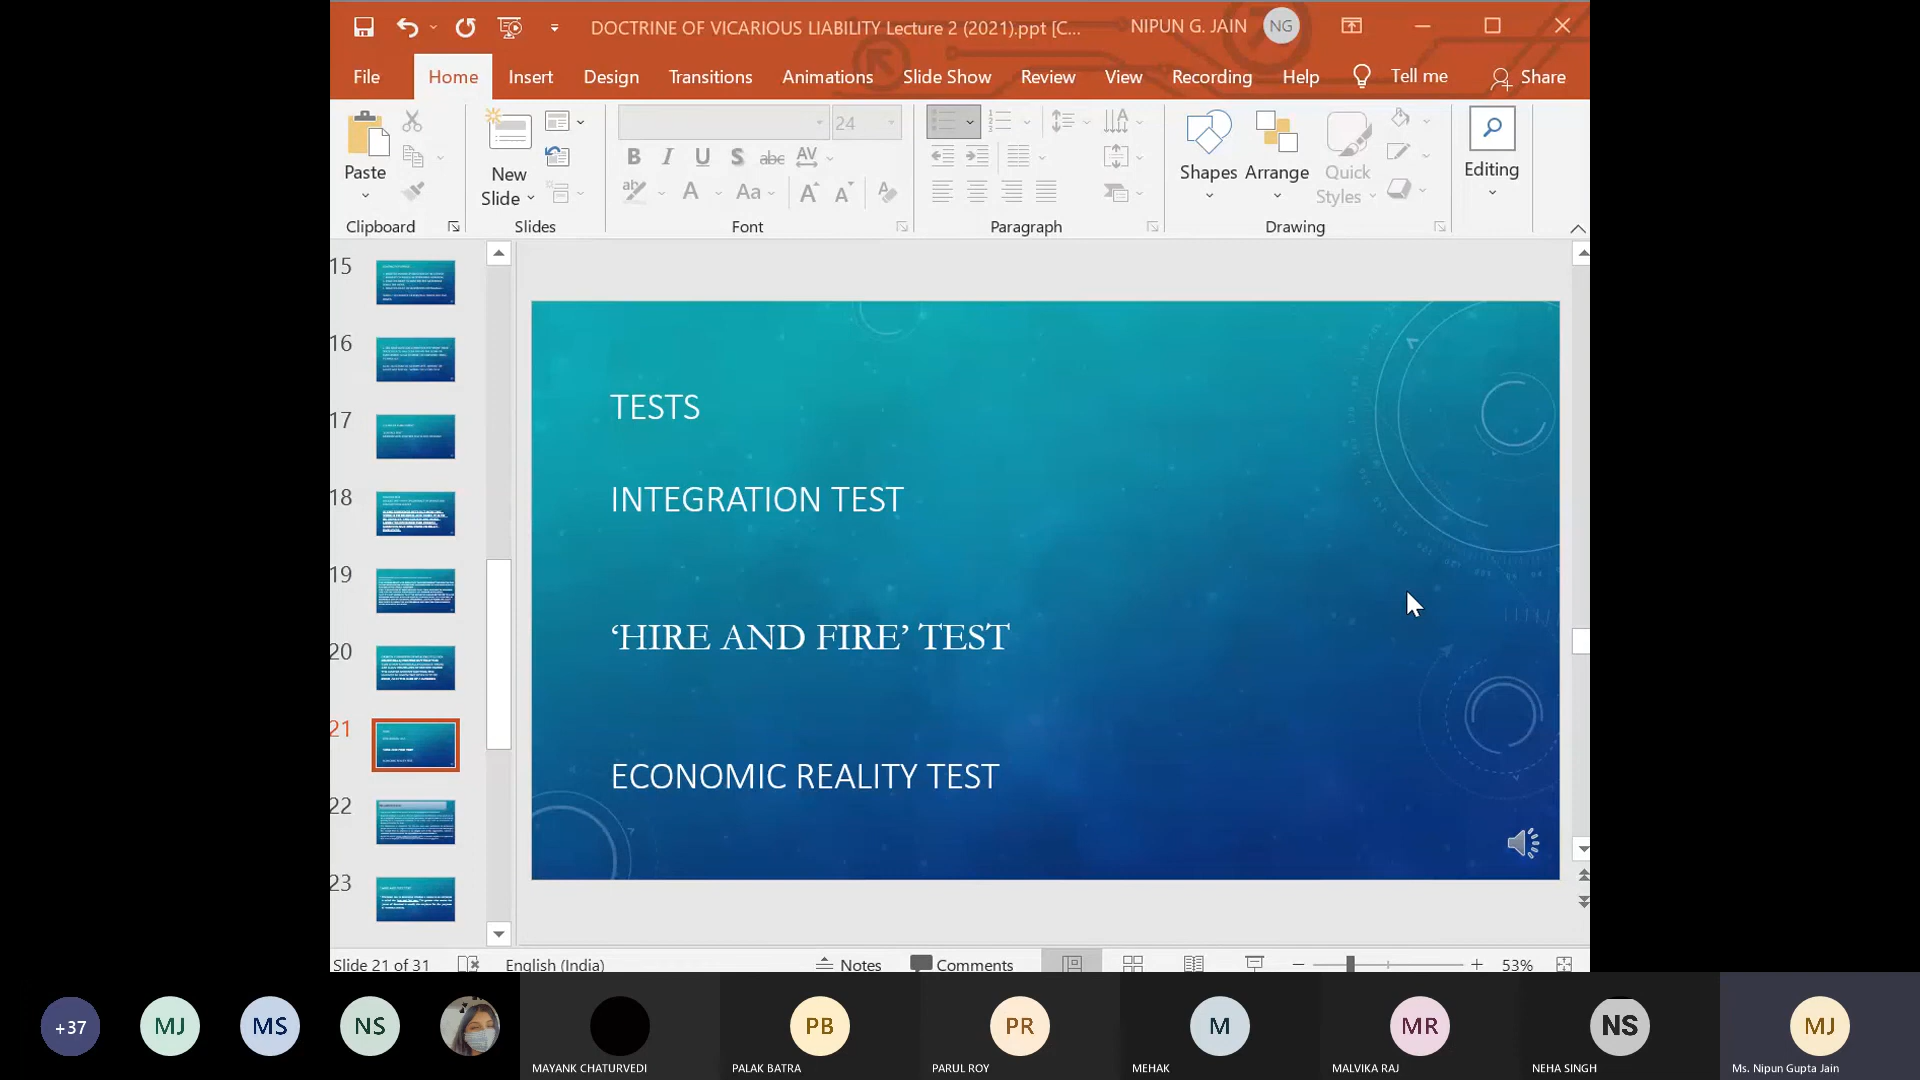 DOCTRINE OF VICARIOUS LIABILITY Lecture 2 (2021).ppt [C...
NIPUN G. JAIN
NG
File
Home
Insert
Design
Transitions
Animations
Slide Show
Review
View
Recording
Help
Tell me
Share
Paste
New
Slide
24
B I U S abc AV
A Aa A A
Shapes
Arrange
Quick
Styles
Editing
Clipboard
Slides
Font
Paragraph
Drawing
15
16
17
18
19
20
21
22
23
TESTS
INTEGRATION TEST
‘HIRE AND FIRE’ TEST
ECONOMIC REALITY TEST
Slide 21 of 31
English (India)
Notes
Comments
53%
+37
MJ
MS
NS
PB
PR
M
MR
NS
MJ
MAYANK CHATURVEDI
PALAK BATRA
PARUL ROY
MEHAK
MALVIKA RAJ
NEHA SINGH
Ms. Nipun Gupta Jain